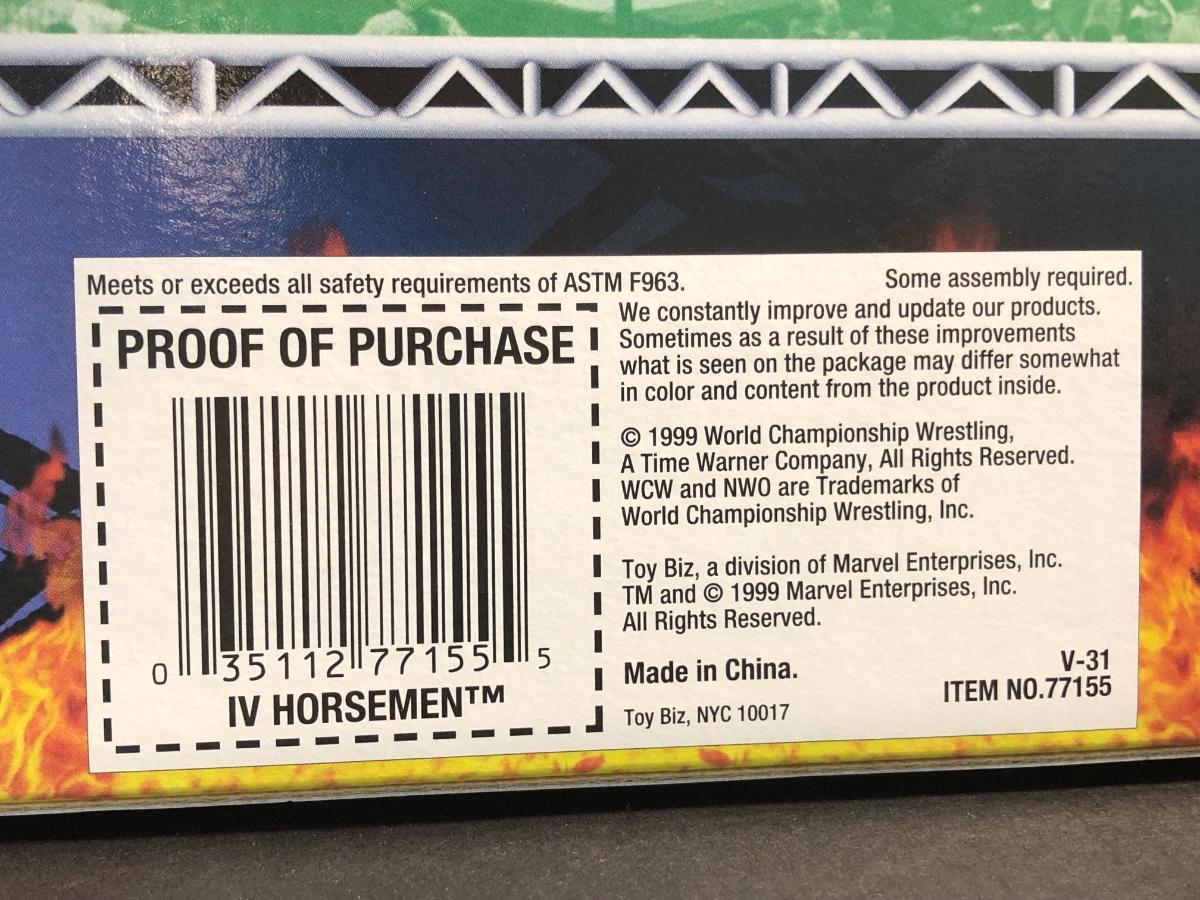 Meets or exceeds all safety requirements of ASTM F963.
Some assembly required.
PROOF OF PURCHASE
0 35112 77155 5
IV HORSEMEN™
We constantly improve and update our products.
Sometimes as a result of these improvements
what is seen on the package may differ somewhat
in color and content from the product inside.
© 1999 World Championship Wrestling,
A Time Warner Company, All Rights Reserved.
WCW and NWO are Trademarks of
World Championship Wrestling, Inc.
Toy Biz, a division of Marvel Enterprises, Inc.
TM and © 1999 Marvel Enterprises, Inc.
All Rights Reserved.
Made in China.
V-31
ITEM NO.77155
Toy Biz, NYC 10017